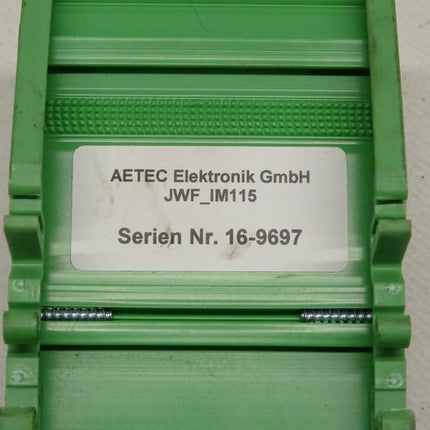 AETEC Elektronik GmbH
JWF_IM115
Serien Nr. 16-9697